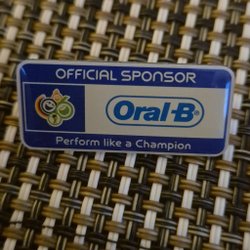 OFFICIAL SPONSOR
Oral-B
Perform like a Champion